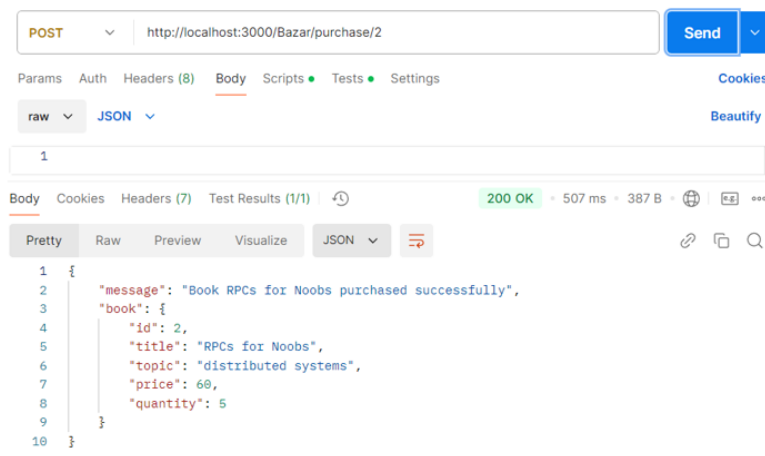 POST http://localhost:3000/Bazar/purchase/2 Send
Params Auth Headers (8) Body Scripts Tests Settings Cookies
raw JSON Beautify
1
Body Cookies Headers (7) Test Results (1/1) 200 OK 507 ms 387 B e.g.
Pretty Raw Preview Visualize JSON
1 {
2 "message": "Book RPCs for Noobs purchased successfully",
3 "book": {
4 "id": 2,
5 "title": "RPCs for Noobs",
6 "topic": "distributed systems",
7 "price": 60,
8 "quantity": 5
9 }
10 }